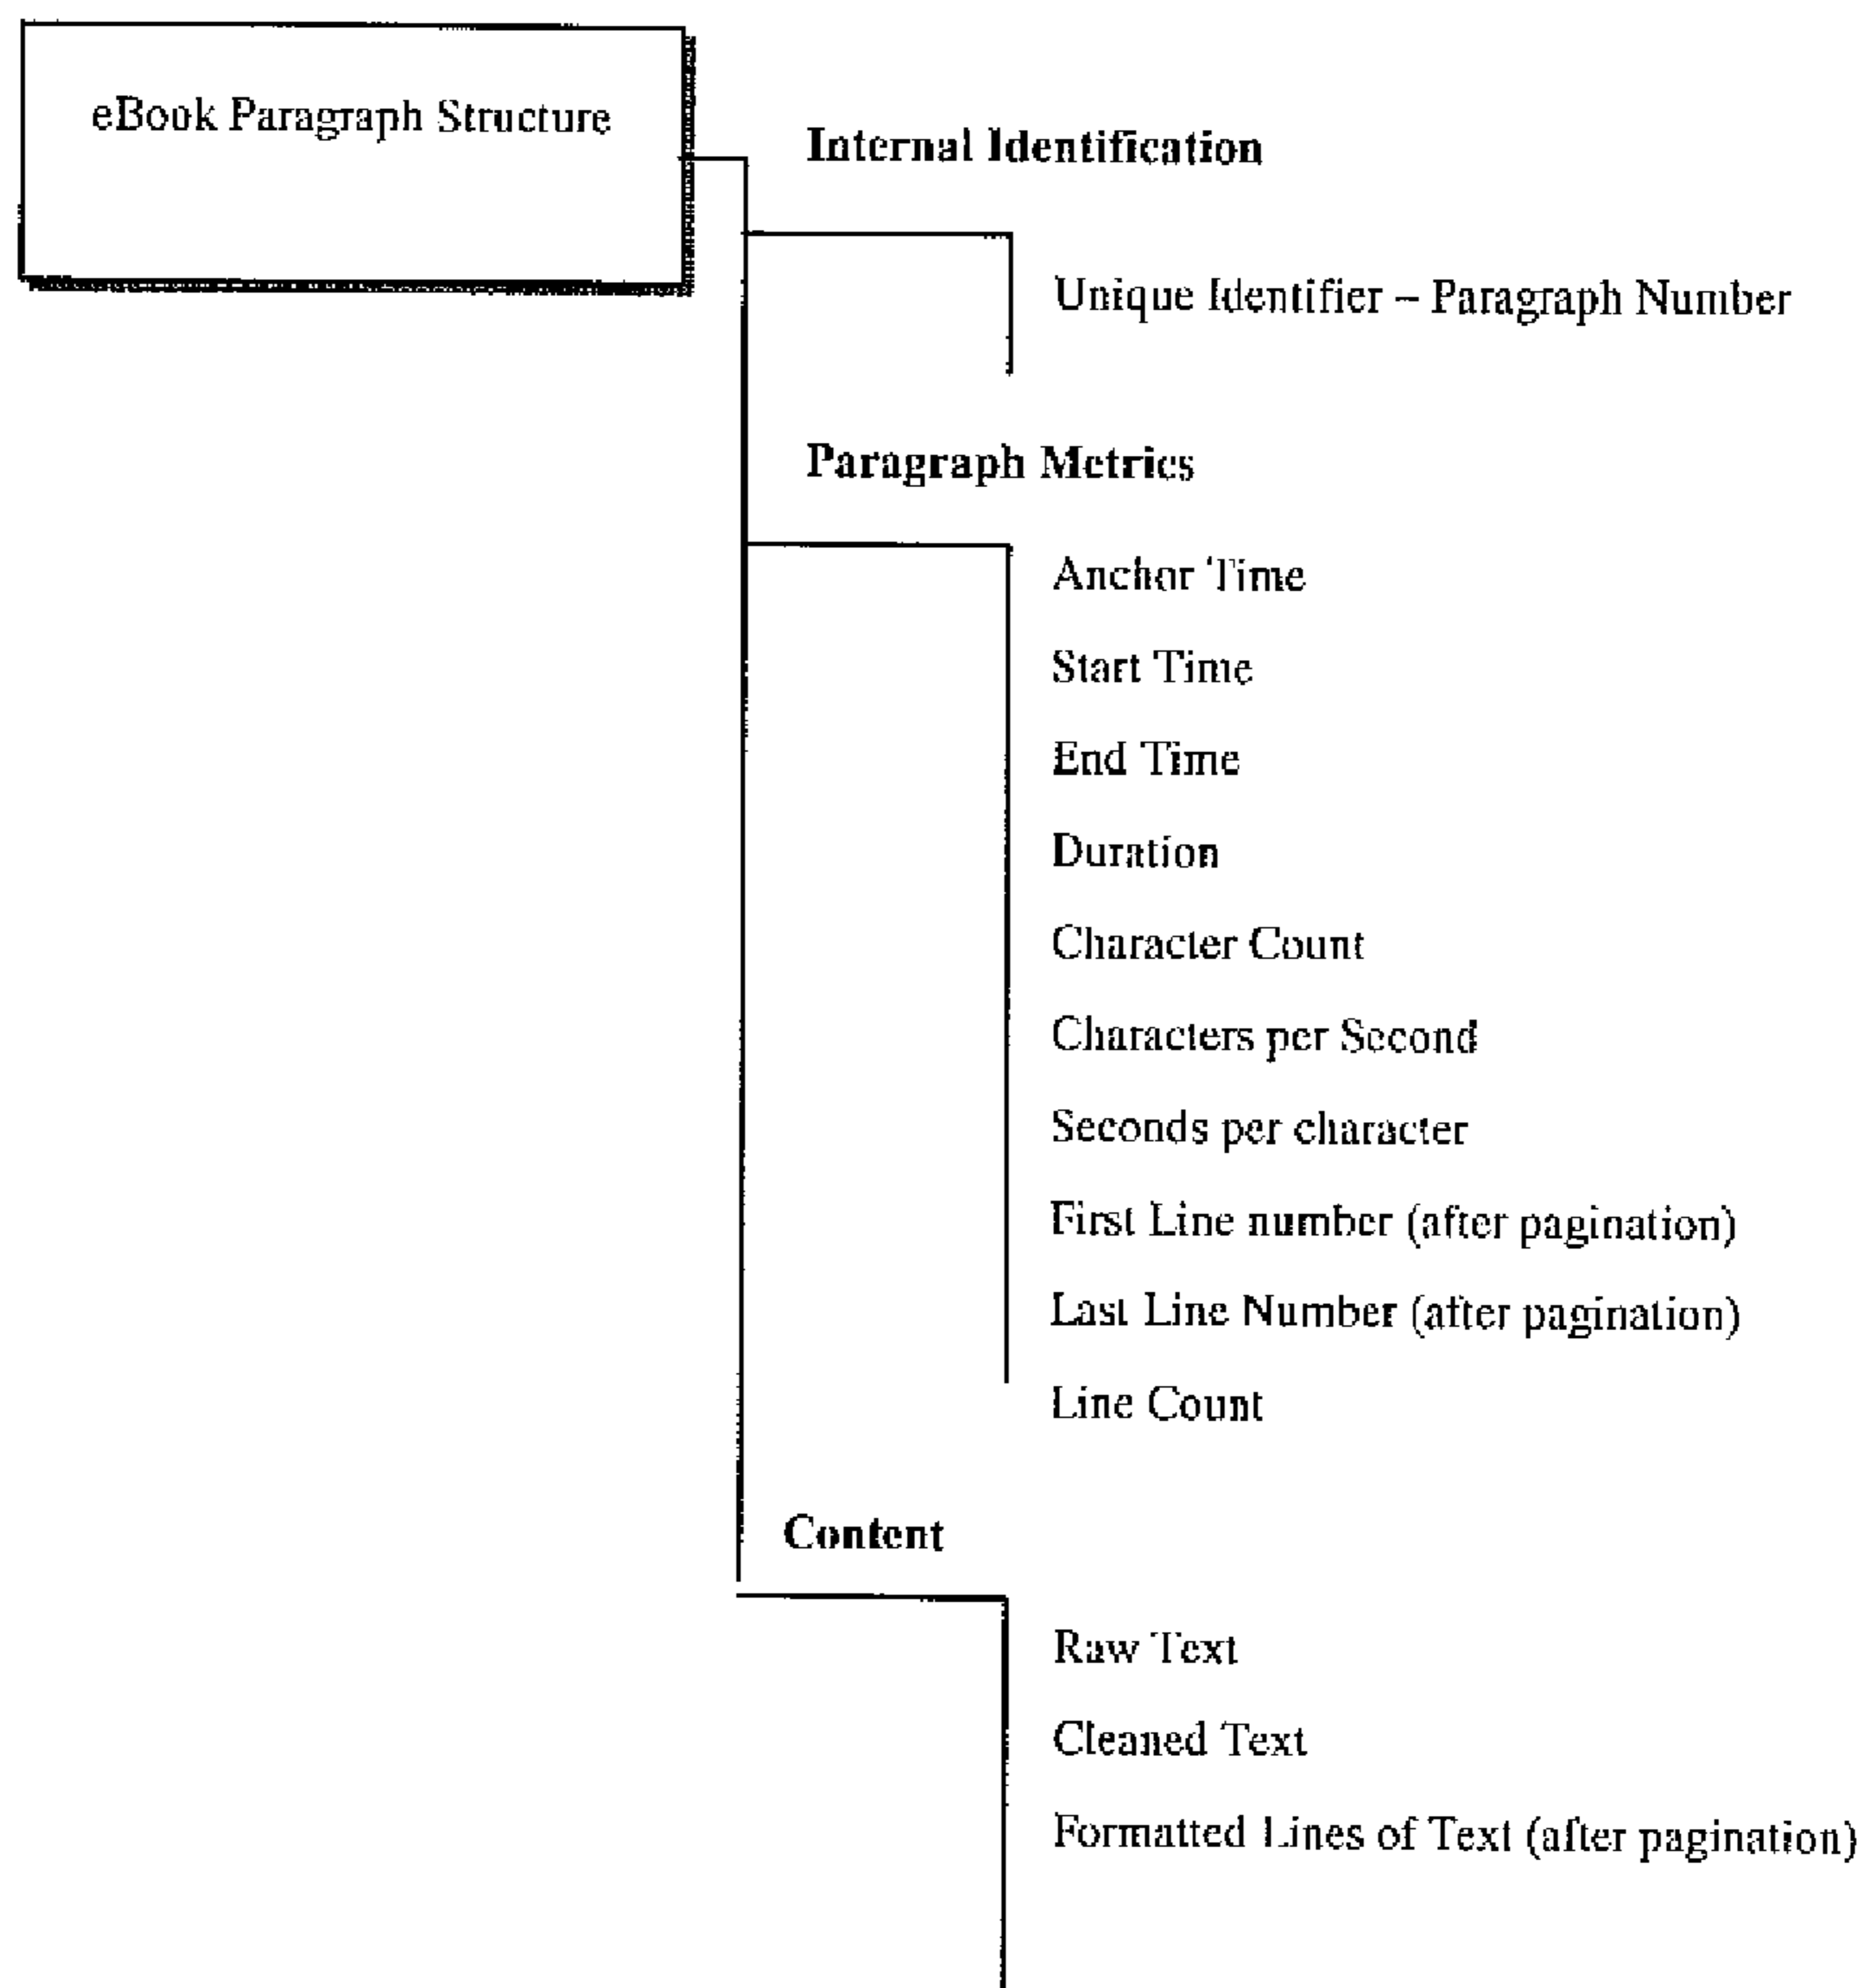 eBook Paragraph Structure
Internal Identification
Unique Identifier – Paragraph Number
Paragraph Metrics
Anchor Time
Start Time
End Time
Duration
Character Count
Characters per Second
Seconds per character
First Line number (after pagination)
Last Line Number (after pagination)
Line Count
Content
Raw Text
Cleaned Text
Formatted Lines of Text (after pagination)